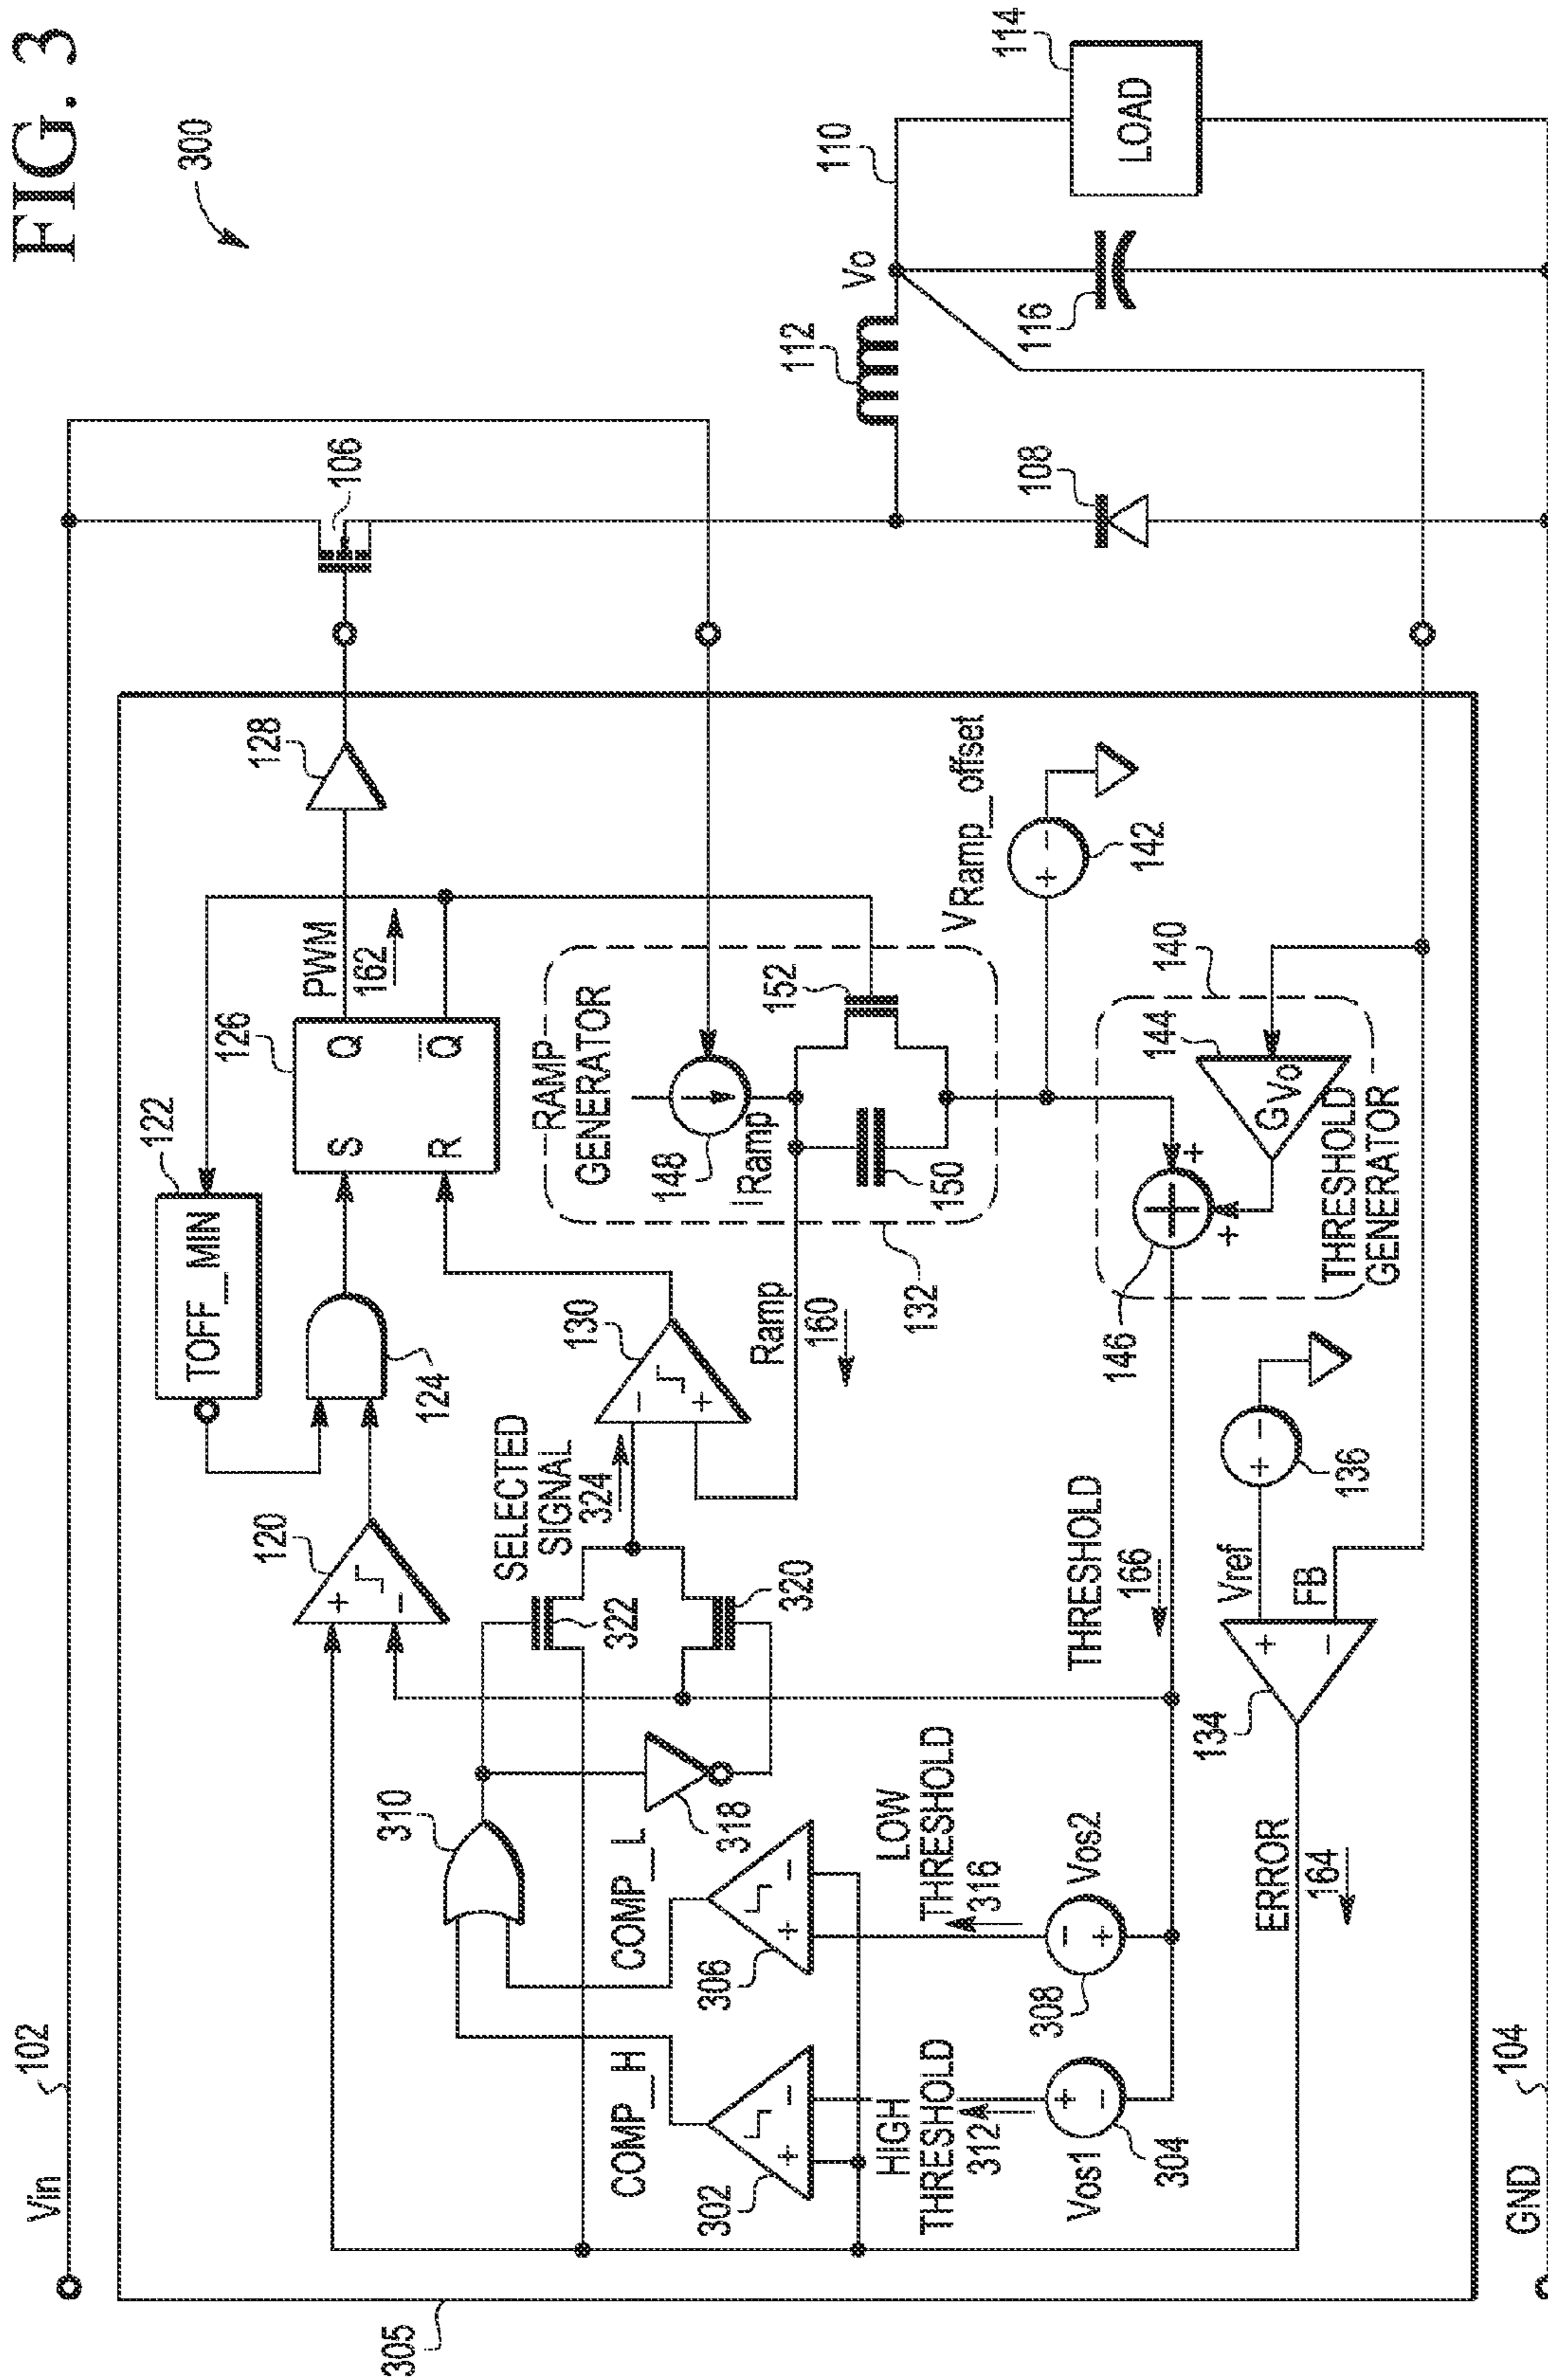 FIG. 3
300
Vin
102
305
GND
104
106
108
110
Vo
112
114
LOAD
116
120
+
−
122
TOFF_MIN
124
126
S
Q
R
Q
PWM
162
128
130
−
+
SELECTED
SIGNAL
324
RAMP
GENERATOR
148
iRamp
150
152
132
Ramp
160
VRamp_offset
142
+
−
140
144
GVo
146
+
+
THRESHOLD
GENERATOR
THRESHOLD
166
136
+
−
Vref
FB
134
+
−
ERROR
164
310
318
320
322
COMP_H
COMP_L
302
+
−
306
+
−
HIGH
THRESHOLD
312
LOW
THRESHOLD
316
Vos1
304
+
−
Vos2
308
−
+